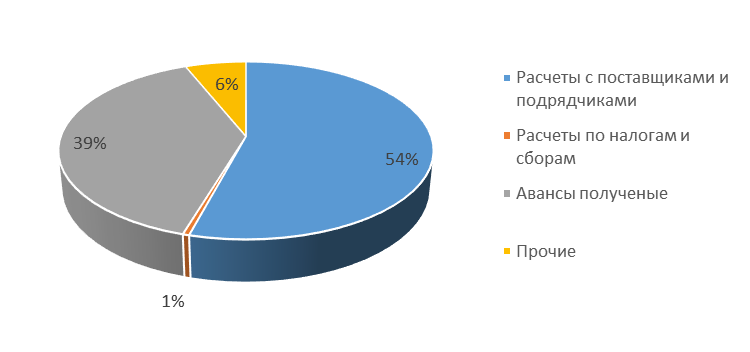 6%
39%
54%
1%
Расчеты с поставщиками и
подрядчиками
Расчеты по налогам и
сборам
Авансы полученые
Прочие